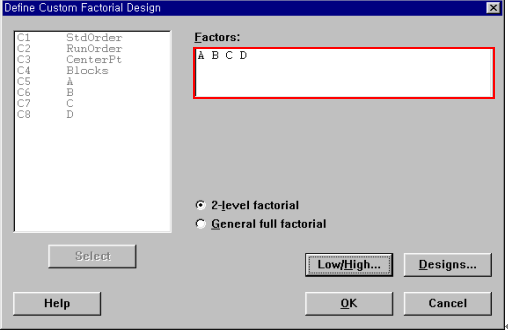 Define Custom Factorial Design
C1 StdOrder
C2 RunOrder
C3 CenterPt
C4 Blocks
C5 A
C6 B
C7 C
C8 D
Factors:
A B C D
2-level factorial
General full factorial
Select
Low/High...
Designs...
Help
OK
Cancel